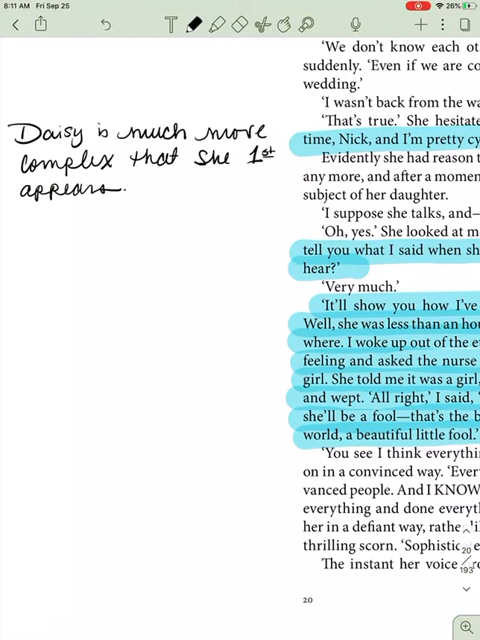 8:11 AM Fri Sep 25
26%
T
Daisy is much more
complex that she 1st
appears.
'We don't know each ot
suddenly. 'Even if we are co
wedding.'
'I wasn't back from the wa
'That's true.' She hesitate
time, Nick, and I'm pretty cy
Evidently she had reason t
any more, and after a momen
subject of her daughter.
'I suppose she talks, and—
'Oh, yes.' She looked at m
tell you what I said when sh
hear?'
'Very much.'
'It'll show you how I've
Well, she was less than an hou
where. I woke up out of the e
feeling and asked the nurse
girl. She told me it was a girl,
and wept. 'All right,' I said, '
she'll be a fool—that's the b
world, a beautiful little fool.'
'You see I think everythin
on in a convinced way. 'Ever
vanced people. And I KNOW
everything and done everyt
her in a defiant way, rathe
thrilling scorn. 'Sophistic
The instant her voice
20
193
20